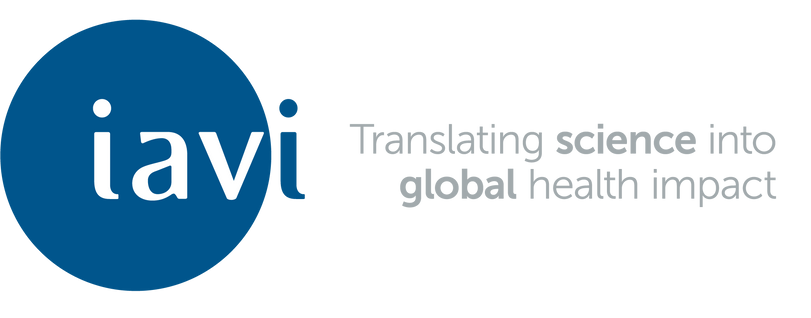 iavi
Translating science into
global health impact